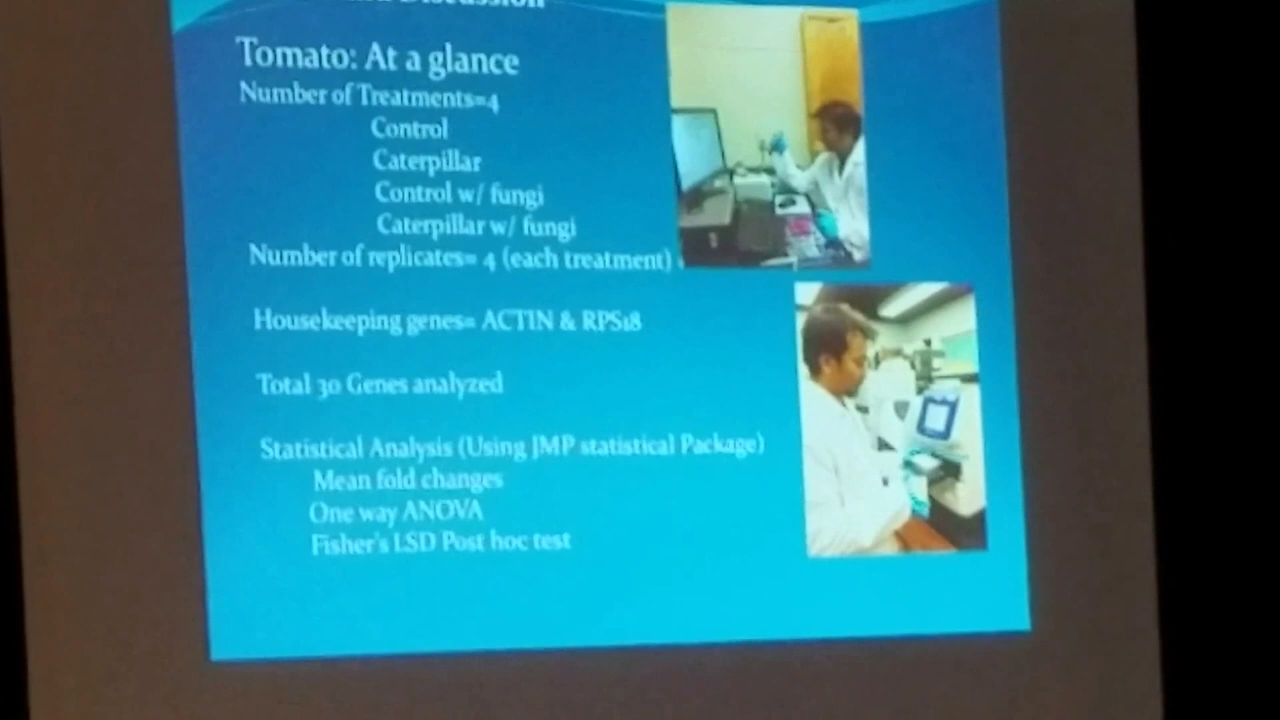 Discussion
Tomato: At a glance
Number of Treatments=4
Control
Caterpillar
Control w/ fungi
Caterpillar w/ fungi
Number of replicates= 4 (each treatment)
Housekeeping genes= ACTIN & RPS18
Total 30 Genes analyzed
Statistical Analysis (Using JMP statistical Package)
Mean fold changes
One way ANOVA
Fisher's LSD Post hoc test